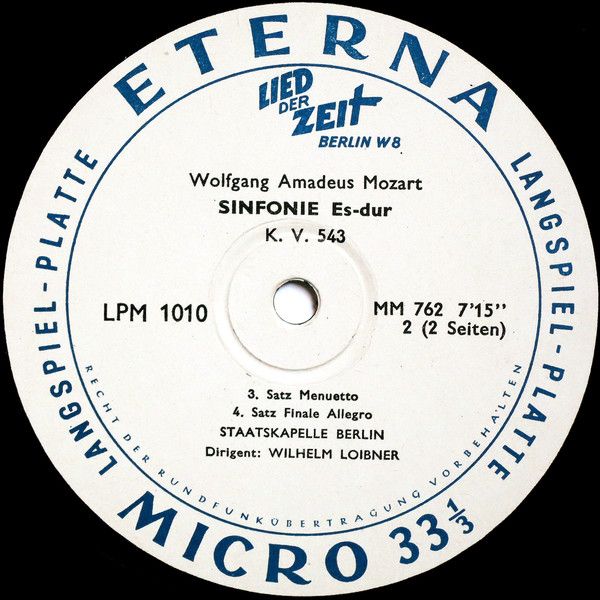 ETERNA
LIED
DER
ZEIT
BERLIN W8
Wolfgang Amadeus Mozart
SINFONIE Es-dur
K. V. 543
LPM 1010
MM 762 7'15"
2 (2 Seiten)
3. Satz Menuetto
4. Satz Finale Allegro
STAATSKAPELLE BERLIN
Dirigent: WILHELM LOIBNER
RECHT DER RUNDFUNKÜBERTRAGUNG VORBEHALTEN
LANGSPIEL-PLATTE
LANGSPIEL-PLATTE
MICRO 33 1/3